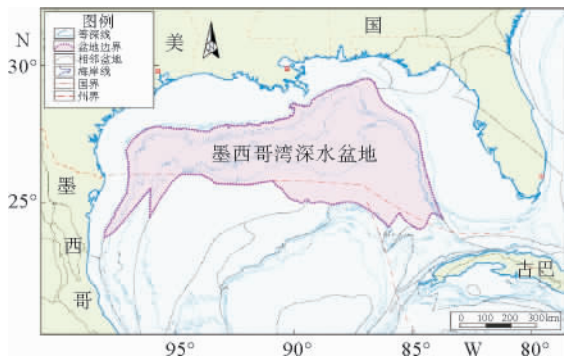 图例
等深线
盆地边界
相邻盆地
海岸线
国界
州界
N
30°
25°
美
国
墨西哥湾深水盆地
墨
西
哥
古巴
0 100 200 300km
95°
90°
85°
W
80°